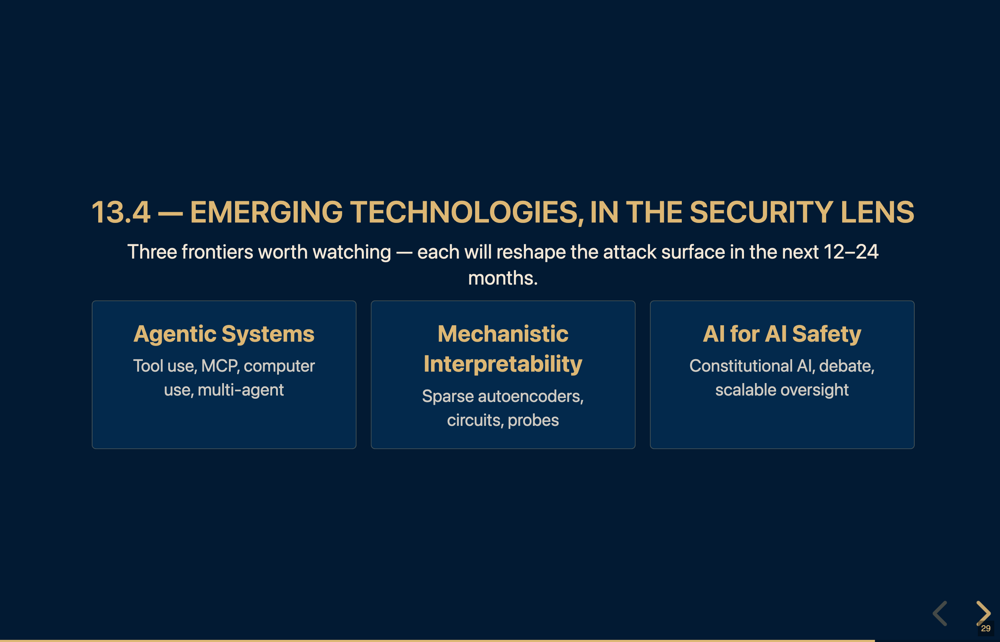 13.4 — EMERGING TECHNOLOGIES, IN THE SECURITY LENS
Three frontiers worth watching — each will reshape the attack surface in the next 12–24
months.
Agentic Systems
Tool use, MCP, computer
use, multi-agent
Mechanistic
Interpretability
Sparse autoencoders,
circuits, probes
AI for AI Safety
Constitutional AI, debate,
scalable oversight
29